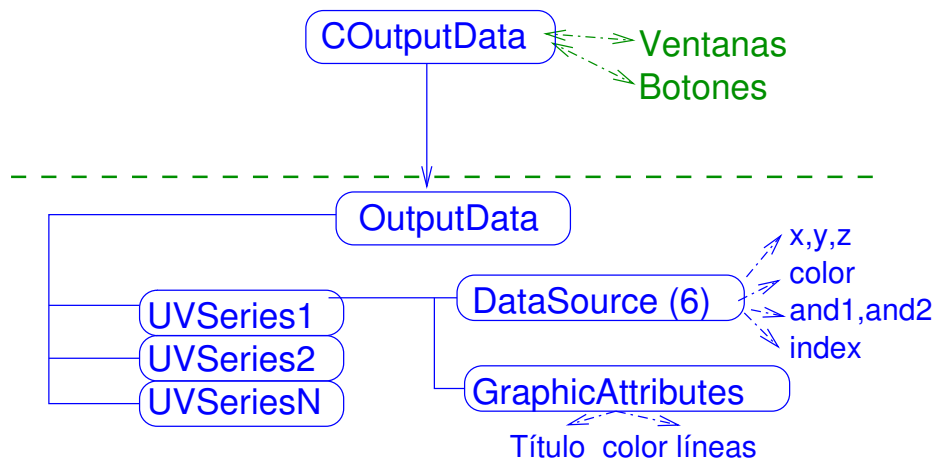 COutputData
Ventanas
Botones
OutputData
UVSeries1
UVSeries2
UVSeriesN
DataSource (6)
x,y,z
color
and1,and2
index
GraphicAttributes
Título color líneas